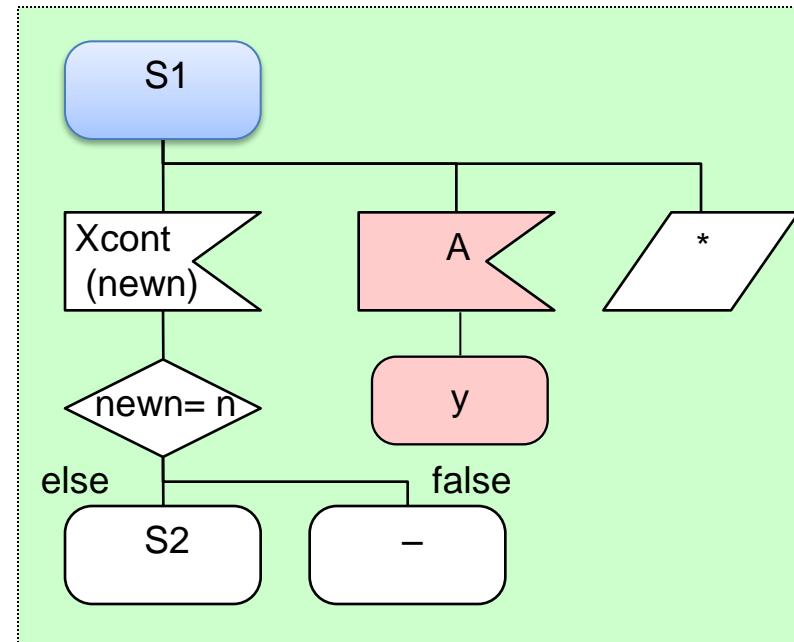 S1
Xcont
(newn)
A
*
newn= n
y
else
false
S2
–